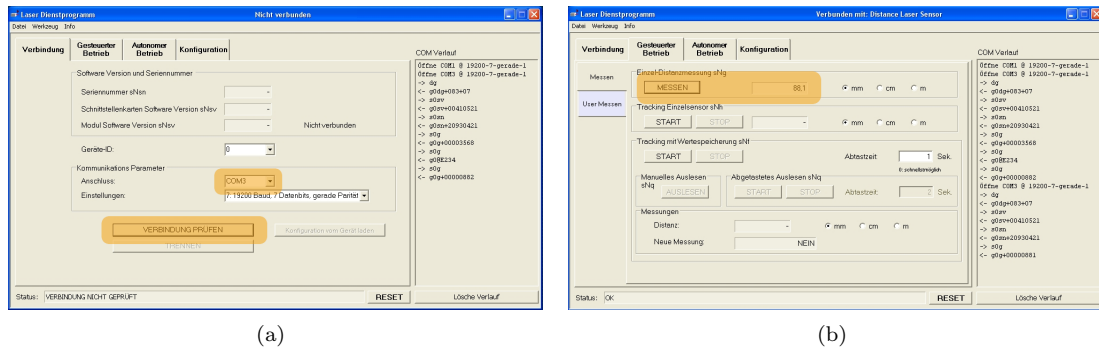 Laser Dienstprogramm Nicht verbunden
Datei Werkzeug Info
Verbindung Gesteuerter Betrieb Autonomer Betrieb Konfiguration
COM Verlauf
Software Version und Seriennummer
Seriennummer sNsn -
Schnittstellenkarten Software Version sNsv -
Modul Software Version sNsv - Nicht verbunden
Geräte-ID: 0
Kommunikations Parameter
Anschluss: COM3
Einstellungen: 7: 19200 Baud, 7 Datenbits, gerade Parität
VERBINDUNG PRÜFEN Konfiguration vom Gerät laden
TRENNEN
Öffne COM1 @ 19200-7-gerade-1
Öffne COM3 @ 19200-7-gerade-1
-> dg
<- g0dg+083+07
-> s0sv
<- g0sv+00410521
-> s0sn
<- g0sn+20930421
-> s0g
<- g0g+00003568
-> s0g
<- g0@E234
-> s0g
<- g0g+00000882
Status: VERBINDUNG NICHT GEPRÜFT RESET Lösche Verlauf
(a)
Laser Dienstprogramm Verbunden mit: Distance Laser Sensor
Datei Werkzeug Info
Verbindung Gesteuerter Betrieb Autonomer Betrieb Konfiguration
COM Verlauf
Messen
User Messen
Einzel-Distanzmessung sNg
MESSEN 88.1 mm cm m
Tracking Einzelsensor sNh
START STOP - mm cm m
Tracking mit Wertespeicherung sNf
START STOP Abtastzeit 1 Sek.
0: schnellstmöglich
Manuelles Auslesen sNq
AUSLESEN
Abgetastetes Auslesen sNq
START STOP Abtastzeit: 2 Sek.
Messungen
Distanz: - mm cm m
Neue Messung: NEIN
Öffne COM1 @ 19200-7-gerade-1
Öffne COM3 @ 19200-7-gerade-1
-> dg
<- g0dg+083+07
-> s0sv
<- g0sv+00410521
-> s0sn
<- g0sn+20930421
-> s0g
<- g0g+00003568
-> s0g
<- g0@E234
-> s0g
<- g0g+00000882
Öffne COM3 @ 19200-7-gerade-1
-> dg
<- g0dg+083+07
-> s0sv
<- g0sv+00410521
-> s0sn
<- g0sn+20930421
-> s0g
<- g0g+00000881
Status: OK RESET Lösche Verlauf
(b)